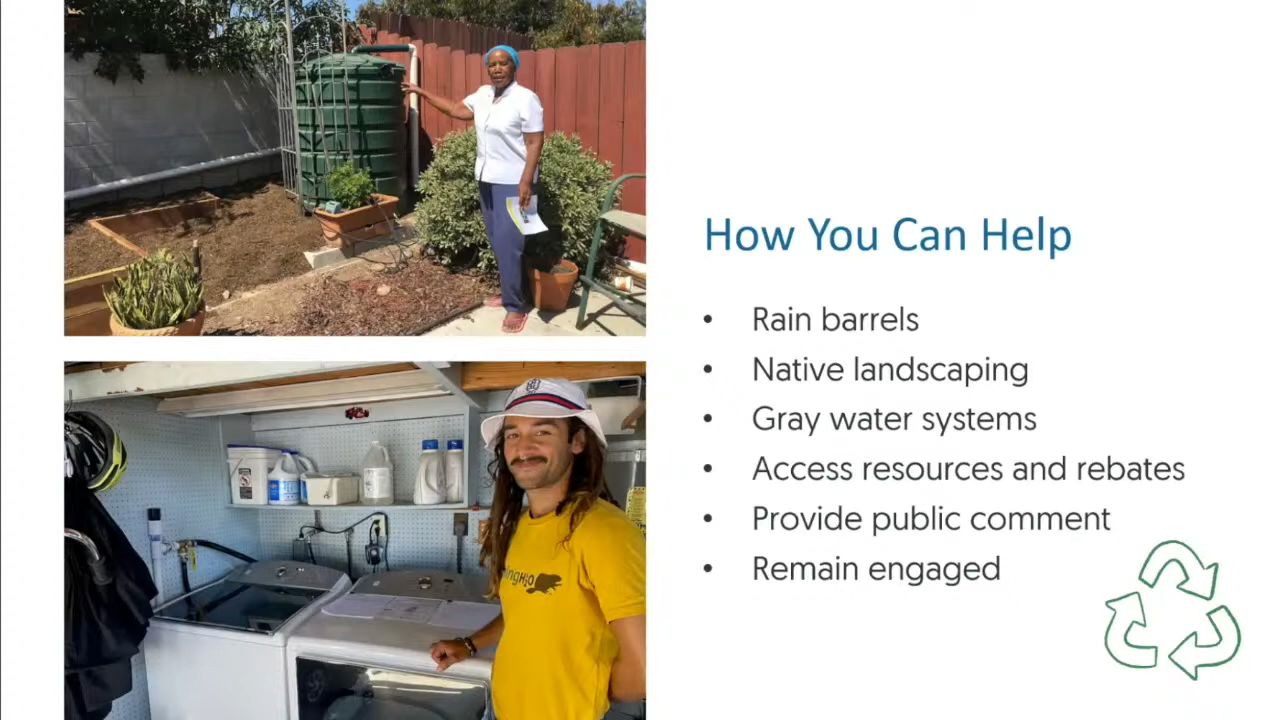 How You Can Help
• Rain barrels
• Native landscaping
• Gray water systems
• Access resources and rebates
• Provide public comment
• Remain engaged